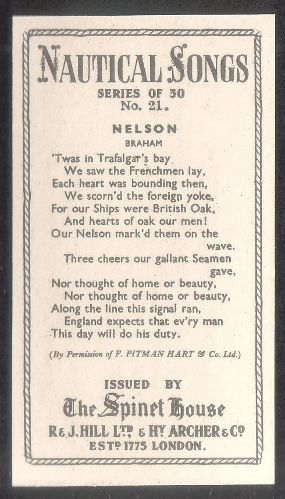 NAUTICAL SONGS
SERIES OF 30
No. 21.
NELSON
BRAHAM
'Twas in Trafalgar's bay
We saw the Frenchmen lay,
Each heart was bounding then,
We scorn'd the foreign yoke,
For our Ships were British Oak,
And hearts of oak our men!
Our Nelson mark'd them on the
wave,
Three cheers our gallant Seamen
gave,
Nor thought of home or beauty,
Nor thought of home or beauty,
Along the line this signal ran,
England expects that ev'ry man
This day will do his duty.
(By Permission of F. PITMAN HART & Co. Ltd.)
ISSUED BY
The Spinet House
R. & J. HILL LTD. & HY. ARCHER & CO
ESTD 1775 LONDON.